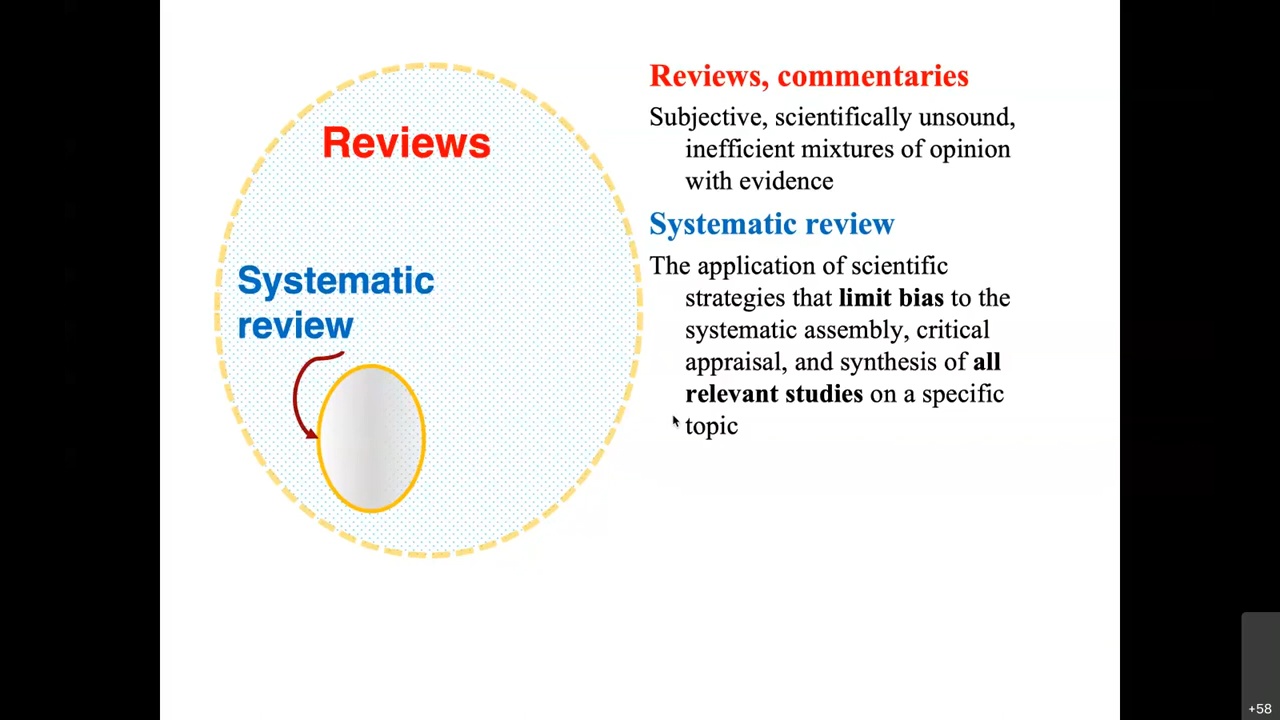 Reviews
Systematic
review
Reviews, commentaries
Subjective, scientifically unsound,
inefficient mixtures of opinion
with evidence
Systematic review
The application of scientific
strategies that limit bias to the
systematic assembly, critical
appraisal, and synthesis of all
relevant studies on a specific
topic
+58